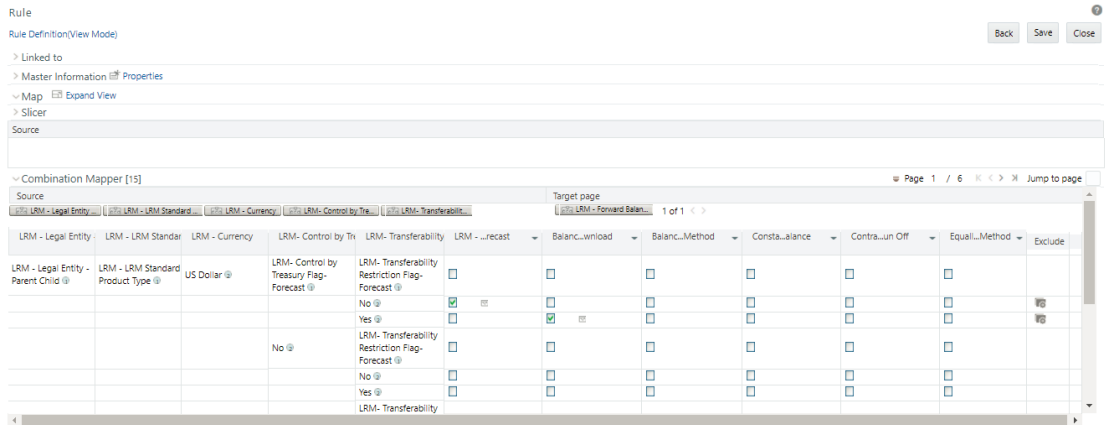 Rule
Rule Definition(View Mode)
Back Save Close
Linked to
Master Information Properties
Map Expand View
Slicer
Source
Combination Mapper [15]
Page 1 / 6 Jump to page
Source Target page
LRM - Legal Entity ... LRM - LRM Standard ... LRM - Currency LRM- Control by Tre... LRM- Transferabilit... LRM - Forward Balan... 1 of 1
LRM - Legal Entity LRM - LRM Standar LRM - Currency LRM- Control by Tre LRM- Transferability LRM - ...recast Balanc...wnload Balanc...Method Consta...alance Contra...un Off Equall...Method Exclude
LRM - Legal Entity - Parent Child LRM - LRM Standard Product Type US Dollar LRM- Control by Treasury Flag- Forecast LRM- Transferability Restriction Flag- Forecast
No
Yes
No LRM- Transferability Restriction Flag- Forecast
No
Yes
LRM- Transferability